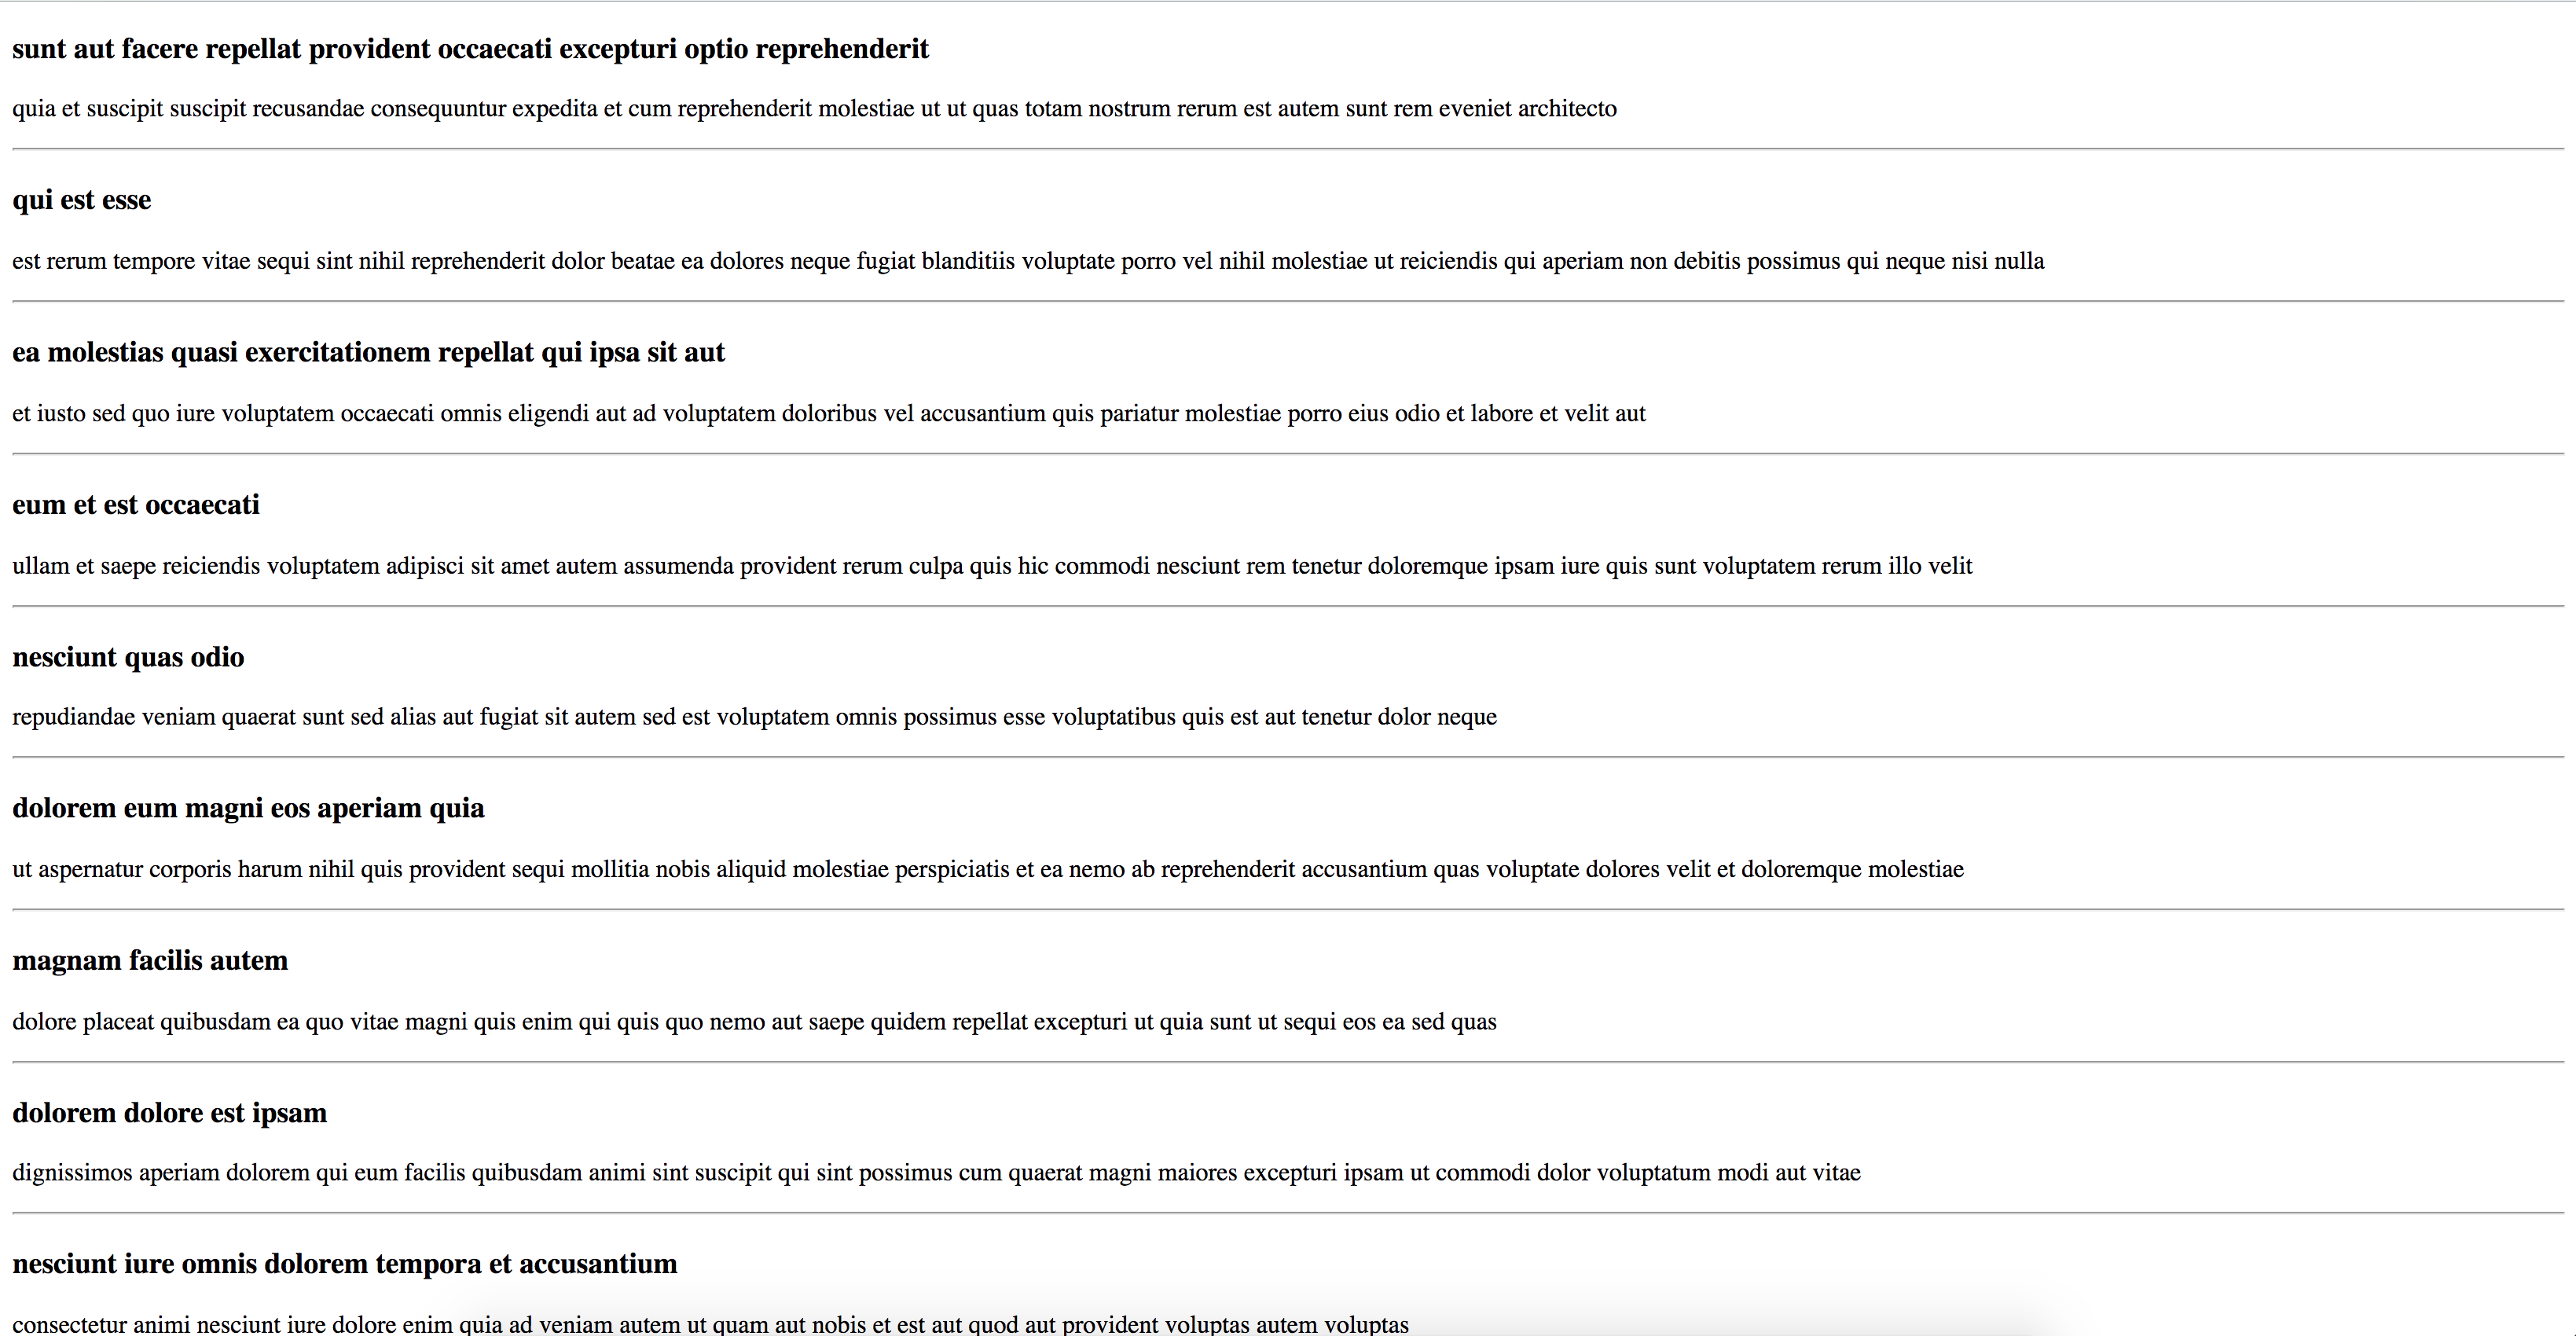 sunt aut facere repellat provident occaecati excepturi optio reprehenderit
quia et suscipit suscipit recusandae consequuntur expedita et cum reprehenderit molestiae ut ut quas totam nostrum rerum est autem sunt rem eveniet architecto
qui est esse
est rerum tempore vitae sequi sint nihil reprehenderit dolor beatae ea dolores neque fugiat blanditiis voluptate porro vel nihil molestiae ut reiciendis qui aperiam non debitis possimus qui neque nisi nulla
ea molestias quasi exercitationem repellat qui ipsa sit aut
et iusto sed quo iure voluptatem occaecati omnis eligendi aut ad voluptatem doloribus vel accusantium quis pariatur molestiae porro eius odio et labore et velit aut
eum et est occaecati
ullam et saepe reiciendis voluptatem adipisci sit amet autem assumenda provident rerum culpa quis hic commodi nesciunt rem tenetur doloremque ipsam iure quis sunt voluptatem rerum illo velit
nesciunt quas odio
repudiandae veniam quaerat sunt sed alias aut fugiat sit autem sed est voluptatem omnis possimus esse voluptatibus quis est aut tenetur dolor neque
dolorem eum magni eos aperiam quia
ut aspernatur corporis harum nihil quis provident sequi mollitia nobis aliquid molestiae perspiciatis et ea nemo ab reprehenderit accusantium quas voluptate dolores velit et doloremque molestiae
magnam facilis autem
dolore placeat quibusdam ea quo vitae magni quis enim qui quis quo nemo aut saepe quidem repellat excepturi ut quia sunt ut sequi eos ea sed quas
dolorem dolore est ipsam
dignissimos aperiam dolorem qui eum facilis quibusdam animi sint suscipit qui sint possimus cum quaerat magni maiores excepturi ipsam ut commodi dolor voluptatum modi aut vitae
nesciunt iure omnis dolorem tempora et accusantium
consectetur animi nesciunt iure dolore enim quia ad veniam autem ut quam aut nobis et est aut quod aut provident voluptas autem voluptas